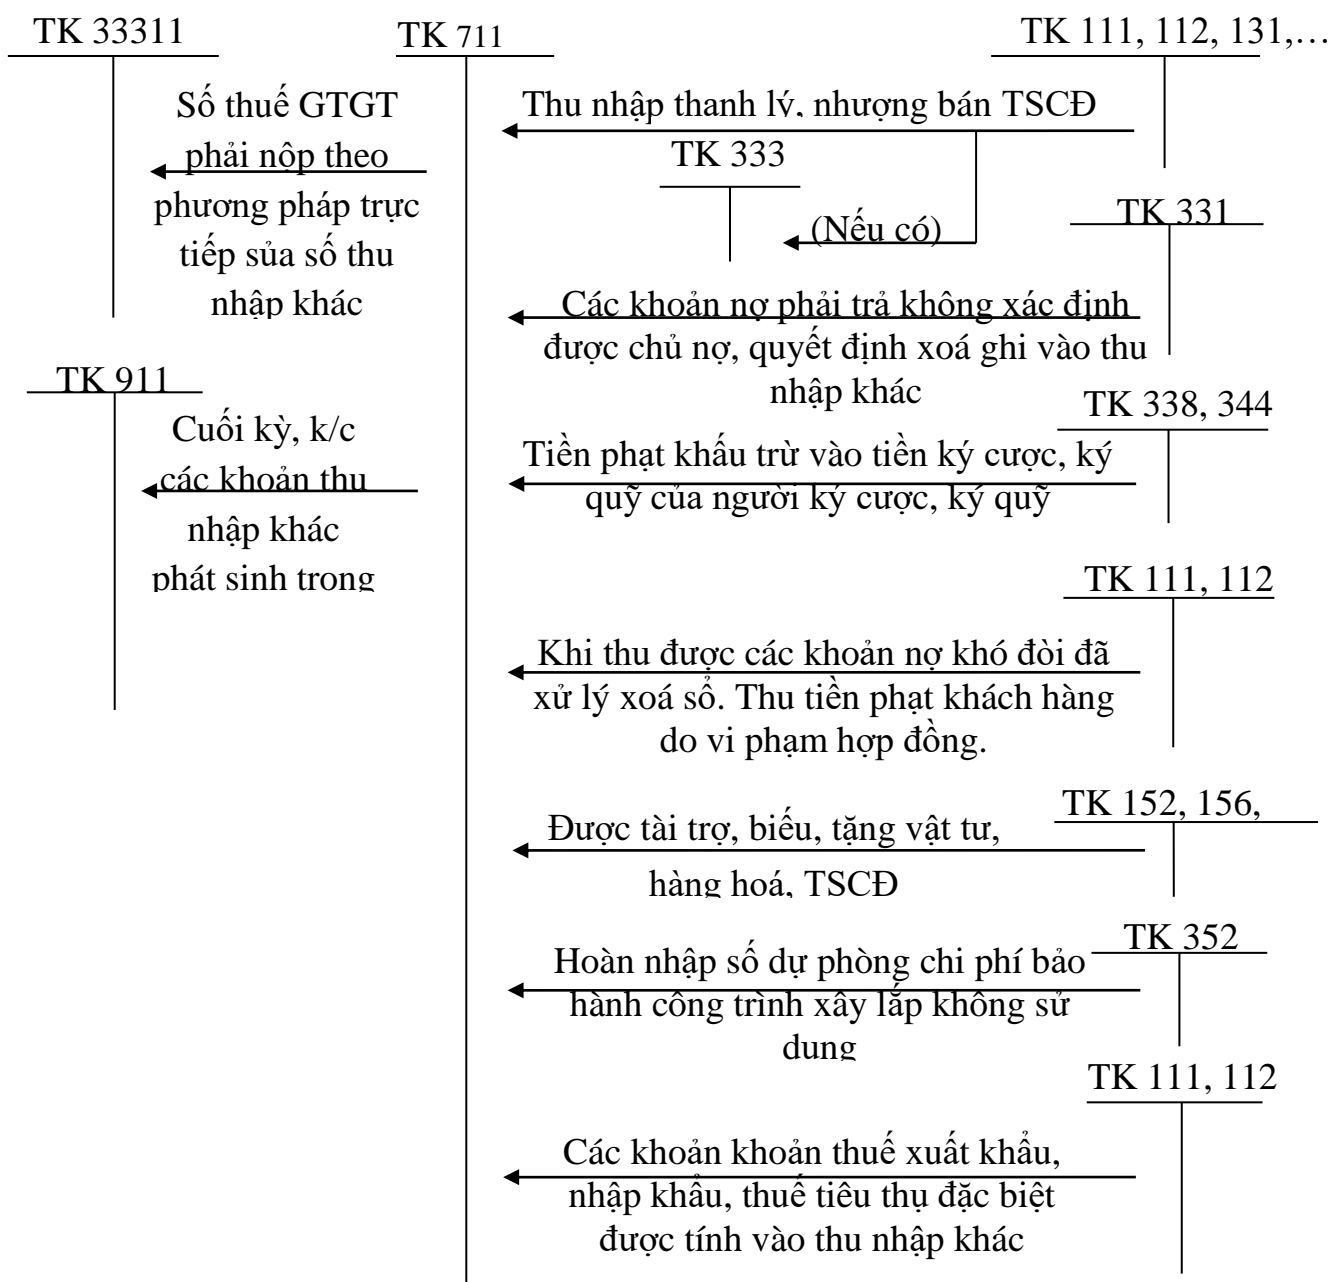 TK 33311
TK 711
TK 111, 112, 131,…
Số thuế GTGT
phải nộp theo
phương pháp trực
tiếp sủa số thu
nhập khác
Thu nhập thanh lý, nhượng bán TSCĐ
TK 333
(Nếu có)
TK 331
Các khoản nợ phải trả không xác định
được chủ nợ, quyết định xoá ghi vào thu
nhập khác
TK 911
Cuối kỳ, k/c
các khoản thu
nhập khác
phát sinh trong
TK 338, 344
Tiền phạt khấu trừ vào tiền ký cược, ký
quỹ của người ký cược, ký quỹ
TK 111, 112
Khi thu được các khoản nợ khó đòi đã
xử lý xoá sổ. Thu tiền phạt khách hàng
do vi phạm hợp đồng.
TK 152, 156,
Được tài trợ, biếu, tặng vật tư,
hàng hoá, TSCĐ
TK 352
Hoàn nhập số dự phòng chi phí bảo
hành công trình xây lắp không sử
dung
TK 111, 112
Các khoản khoản thuế xuất khẩu,
nhập khẩu, thuế tiêu thụ đặc biệt
được tính vào thu nhập khác